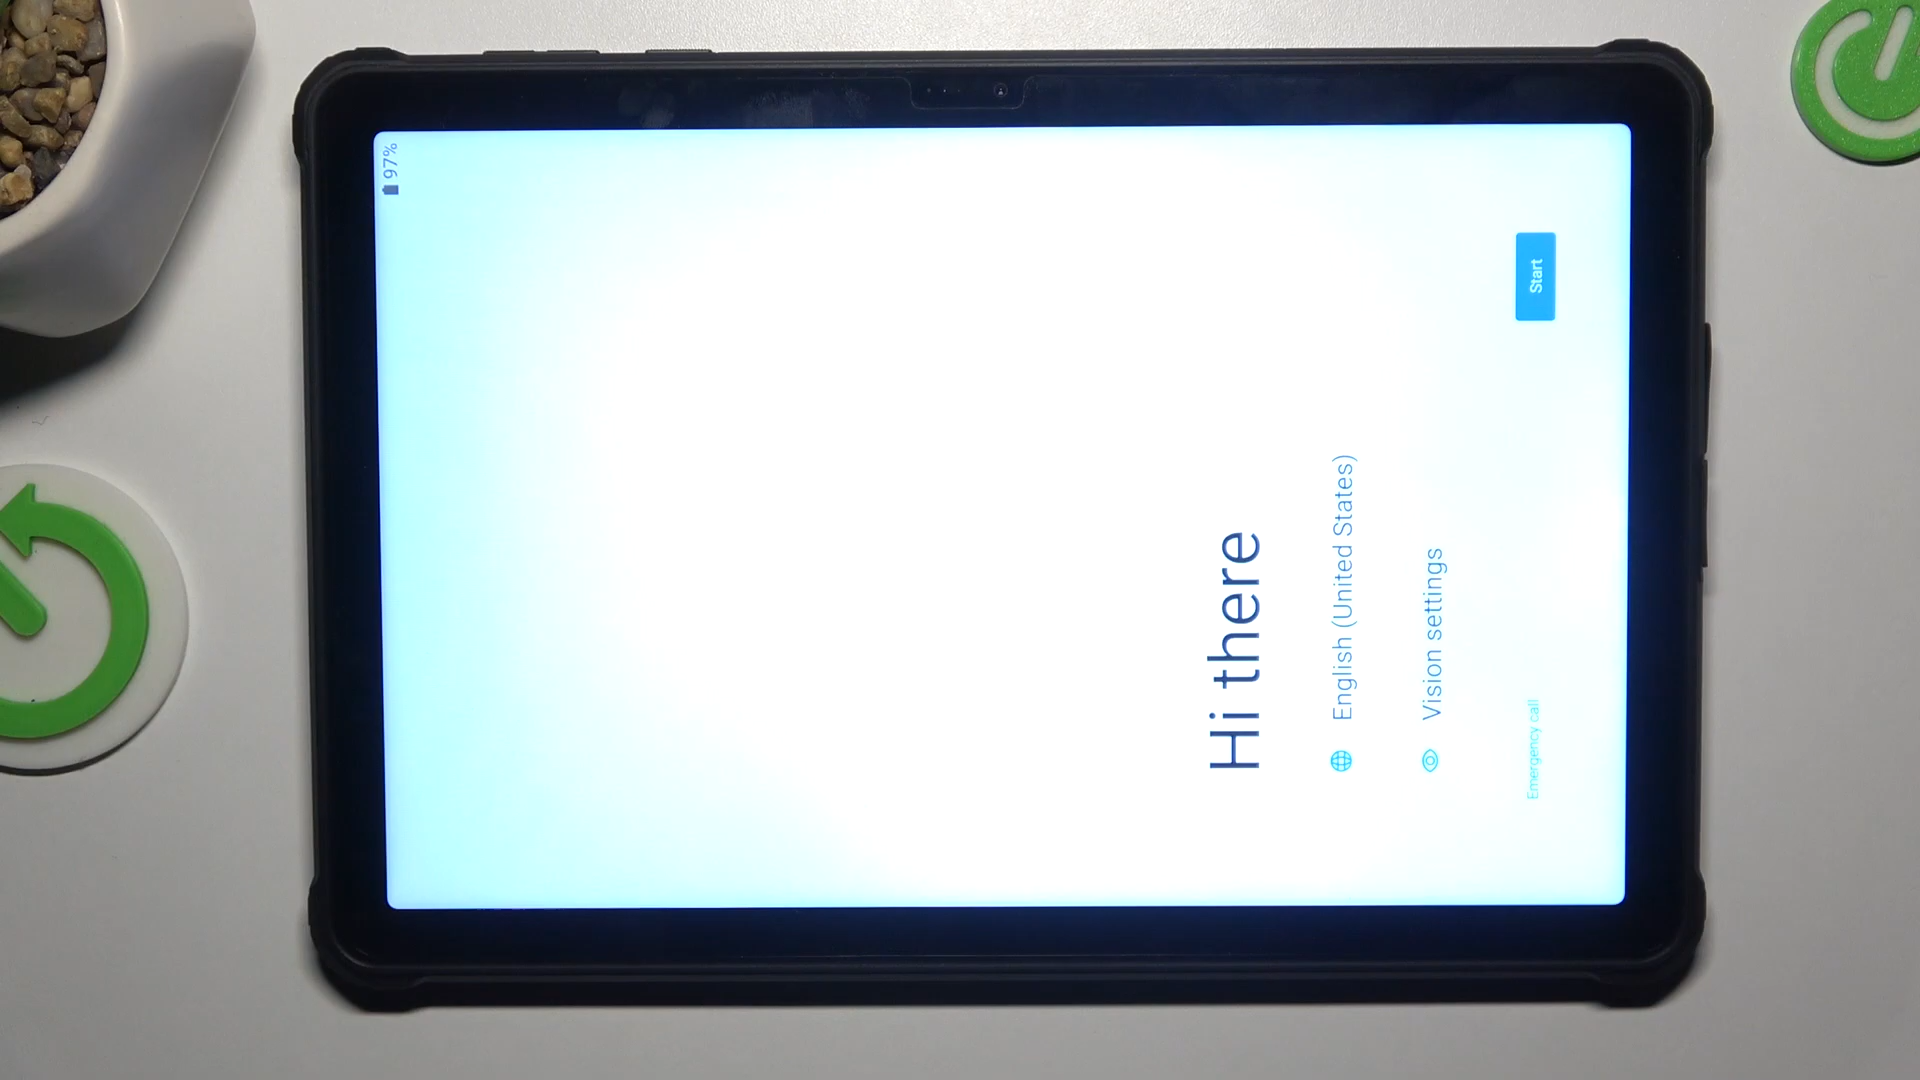 97%
Hi there
English (United States)
Vision settings
Emergency call
Start